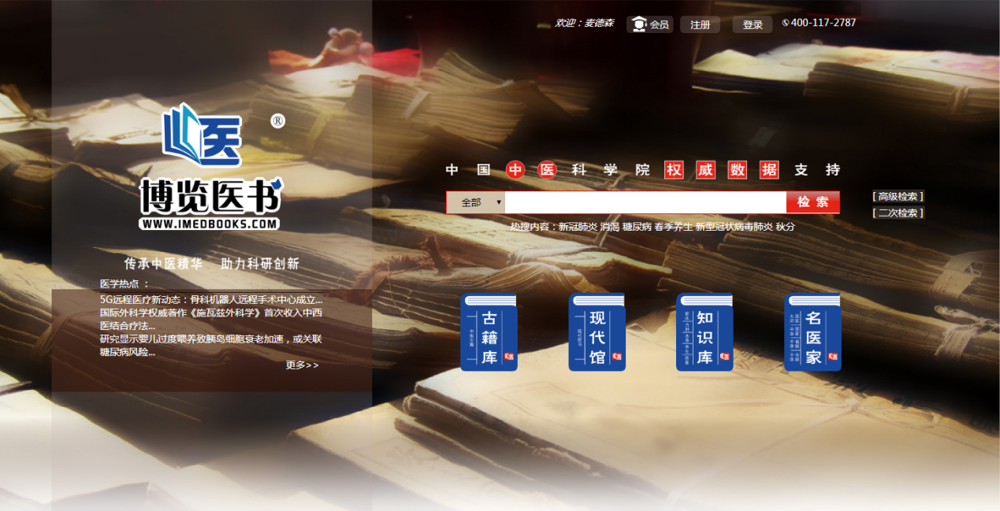 欢迎：麦德森 会员 注册 登录 400-117-2787
医 ®
博览医书
WWW.IMEDBOOKS.COM
传承中医精华 助力科研创新
医学热点 ：
5G远程医疗新动态：骨科机器人远程手术中心成立...
国际外科学权威著作《施瓦兹外科学》首次收入中西
医结合疗法...
研究显示婴儿过度喂养致胰岛细胞衰老加速，或关联
糖尿病风险...
更多>>
中国中医科学院权威数据支持
全部 ▼ 检索
[ 高级检索 ]
[ 二次检索 ]
热搜内容：新冠肺炎 消渴 糖尿病 春季养生 新型冠状病毒肺炎 秋分
古籍库
现代馆
知识库
名医家